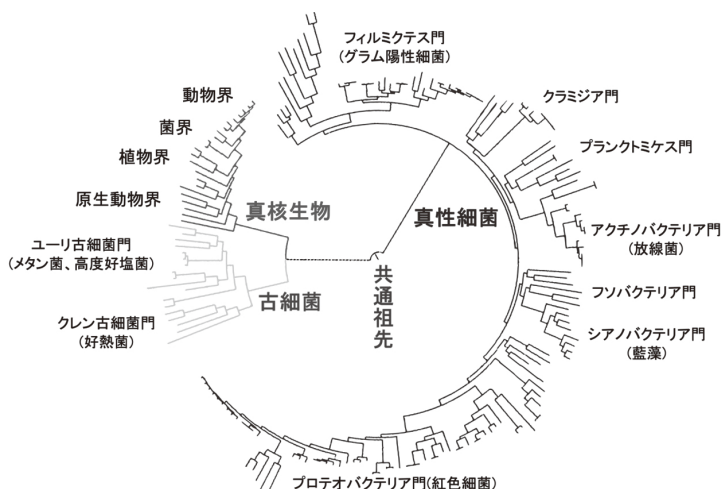 フィルミクテス門
(グラム陽性細菌)
クラミジア門
プランクトミケス門
アクチノバクテリア門
(放線菌)
フソバクテリア門
シアノバクテリア門
(藍藻)
プロテオバクテリア門(紅色細菌)
動物界
菌界
植物界
原生動物界
ユーリ古細菌門
(メタン菌、高度好塩菌)
クレン古細菌門
(好熱菌)
真核生物
古細菌
真性細菌
共通祖先